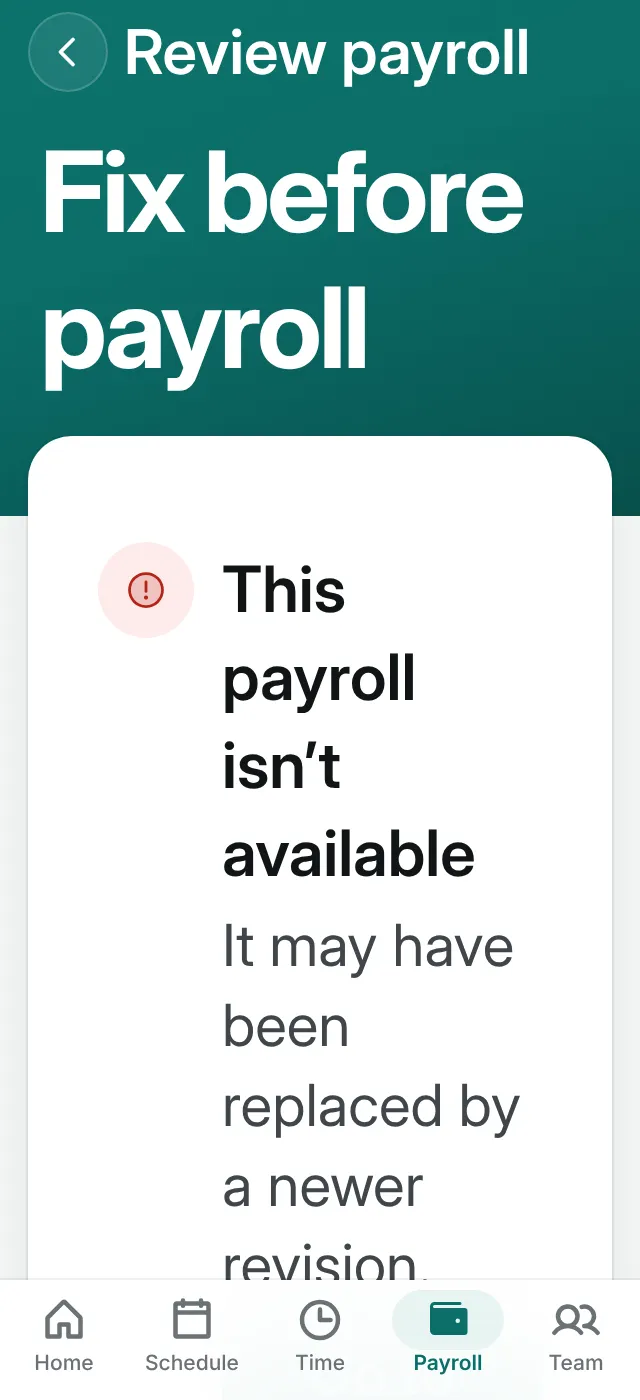 Review payroll
Fix before
payroll
This
payroll
isn’t
available
It may have
been
replaced by
a newer
revision.
Home
Schedule
Time
Payroll
Team